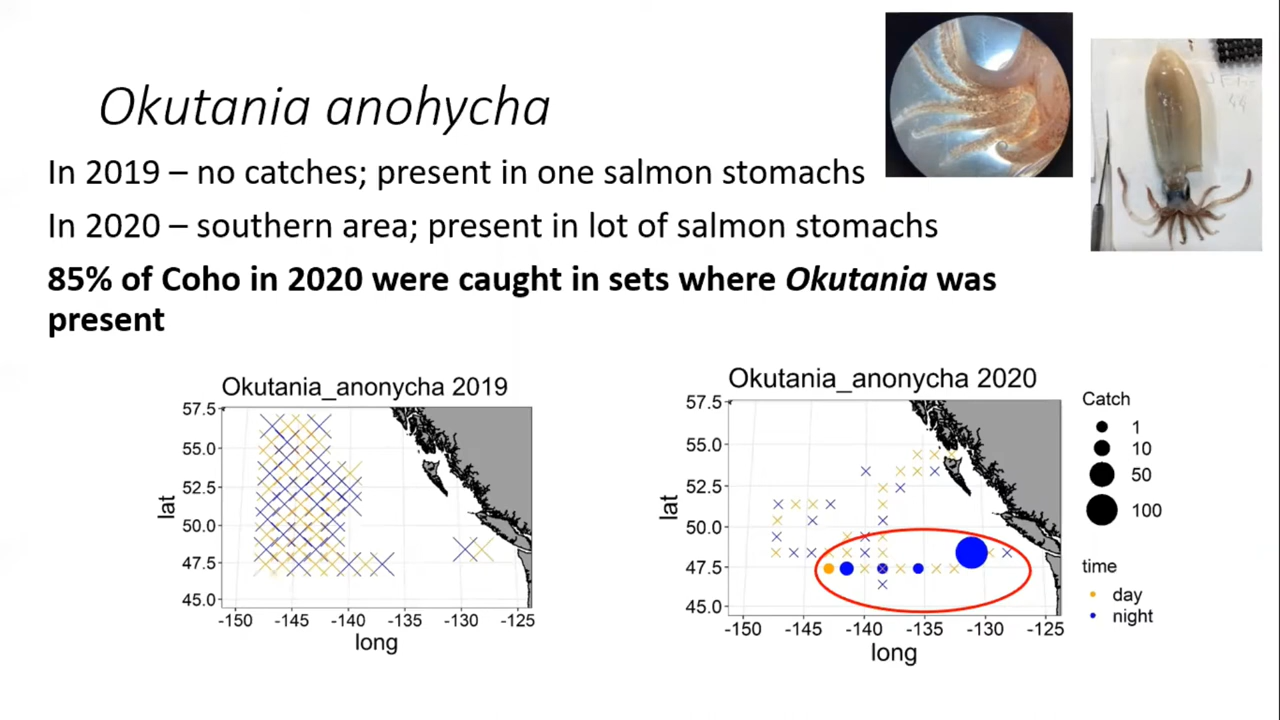 Okutania anohycha
In 2019 – no catches; present in one salmon stomachs
In 2020 – southern area; present in lot of salmon stomachs
85% of Coho in 2020 were caught in sets where Okutania was
present
Okutania_anonycha 2019
57.5
55.0
52.5
50.0
47.5
45.0
lat
-150
-145
-140
-135
-130
-125
long
Okutania_anonycha 2020
57.5
55.0
52.5
50.0
47.5
45.0
lat
-150
-145
-140
-135
-130
-125
long
Catch
1
10
50
100
time
day
night